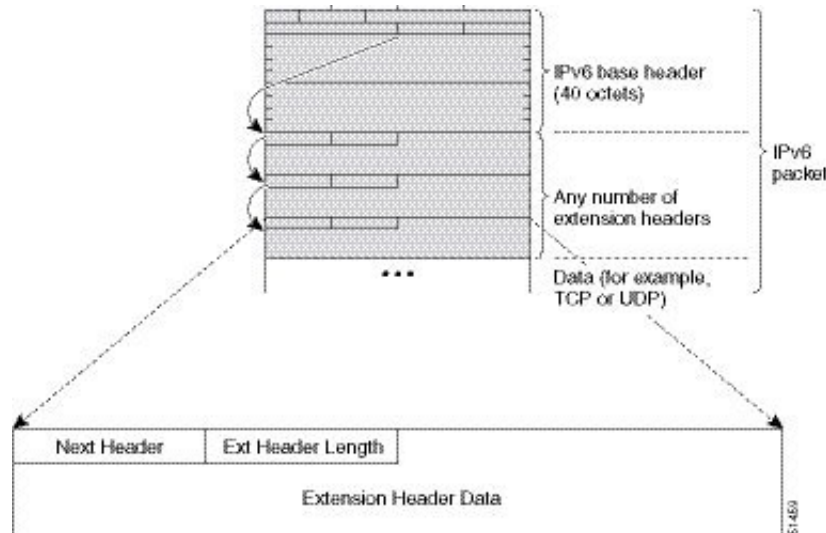 IPv6 base header
(40 octets)
IPv6
packet
Any number of
extension headers
Data (for example,
TCP or UDP)
Next Header
Ext Header Length
Extension Header Data
51459